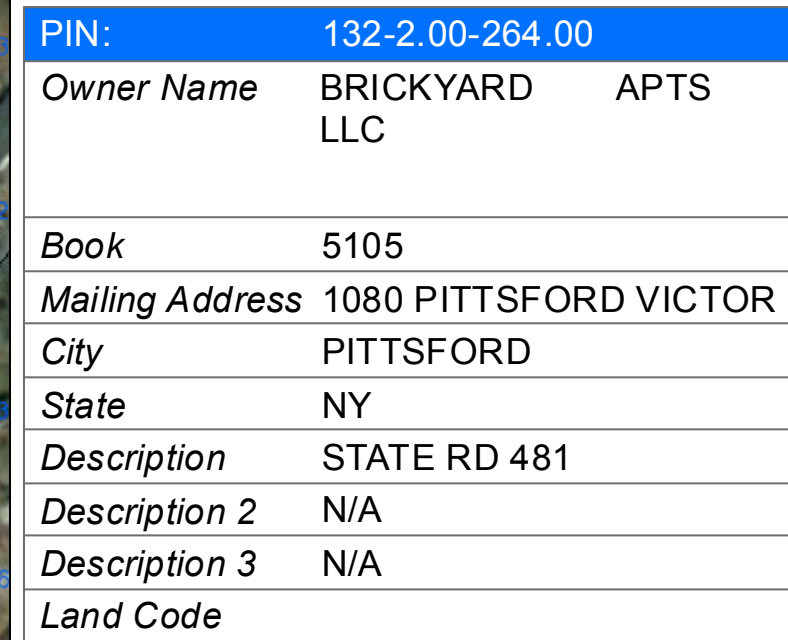 PIN: 132-2.00-264.00
Owner Name BRICKYARD APTS
LLC
Book 5105
Mailing Address 1080 PITTSFORD VICTOR
City PITTSFORD
State NY
Description STATE RD 481
Description 2 N/A
Description 3 N/A
Land Code